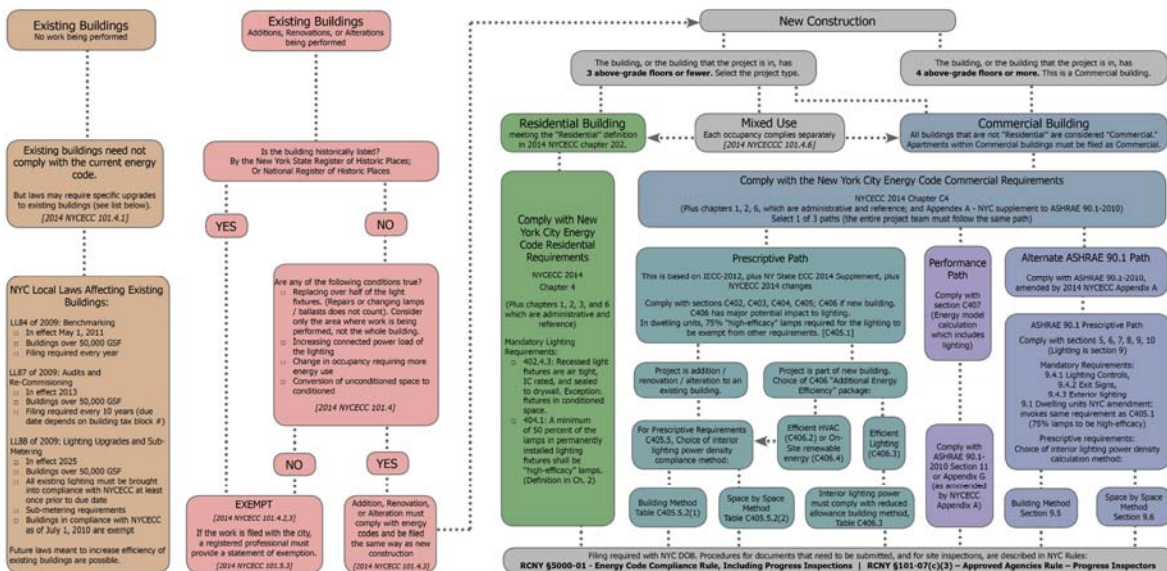 Existing Buildings
No work being performed
Existing buildings need not
comply with the current energy
code.
But laws may require specific upgrades
to existing buildings (see list below).
[2014 NYCECC 101.4.1]
NYC Local Laws Affecting Existing
Buildings:
LL84 of 2009: Benchmarking
□ In effect May 1, 2011
□ Buildings over 50,000 GSF
□ Filing required every year
LL87 of 2009: Audits and
Re-Commisioning
□ In effect 2013
□ Buildings over 50,000 GSF
□ Filing required every 10 years (due
date depends on building tax block #)
LL88 of 2009: Lighting Upgrades and Sub-
Metering
□ In effect 2025
□ Buildings over 50,000 GSF
□ All existing lighting must be brought
into compliance with NYCECC at least
once prior to due date
□ Sub-metering requirements
□ Buildings in compliance with NYCECC
as of July 1, 2010 are exempt
Future laws meant to increase efficiency of
existing buildings are possible.
Existing Buildings
Additions, Renovations, or Alterations
being performed
Is the building historically listed?
By the New York State Register of Historic Places;
Or National Register of Historic Places
YES
NO
Are any of the following conditions true?
□ Replacing over half of the light
fixtures. (Repairs or changing lamps
/ ballasts does not count). Consider
only the area where work is being
performed, not the whole building.
□ Increasing connected power load of
the lighting
□ Change in occupancy requiring more
energy use
□ Conversion of unconditioned space to
conditioned
[2014 NYCECC 101.4]
NO
YES
EXEMPT
[2014 NYCECC 101.4.2,3]
If the work is filed with the city,
a registered professional must
provide a statement of exemption.
[2014 NYCECC 101.5.3]
Addition, Renovation,
or Alteration must
comply with energy
codes and be filed
the same way as new
construction
[2014 NYCECC 101.4.3]
New Construction
The building, or the building that the project is in, has
3 above-grade floors or fewer. Select the project type.
The building, or the building that the project is in, has
4 above-grade floors or more. This is a Commercial building.
Residential Building
meeting the "Residential" definition
in 2014 NYCECC chapter 202.
Mixed Use
Each occupancy complies separately
[2014 NYCECCC 101.4.6]
Commercial Building
All buildings that are not "Residential" are considered "Commercial."
Apartments within Commercial buildings must be filed as Commercial.
Comply with New
York City Energy
Code Residential
Requirements
NYCECC 2014
Chapter 4
(Plus chapters 1, 2, 3, and 6
which are administrative and
reference)
Mandatory Lighting
Requirements:
□ 402.4.3: Recessed light
fixtures are air tight,
IC rated, and sealed
to drywall. Exception:
fixtures in conditioned
space.
□ 404.1: A minimum of
50 percent of the
lamps in permanently
installed lighting
fixtures shall be
"high-efficacy" lamps.
(Definition in Ch. 2)
Comply with the New York City Energy Code Commercial Requirements
NYCECC 2014 Chapter C4
(Plus chapters 1, 2, 6, which are administrative and reference; and Appendix A - NYC supplement to ASHRAE 90.1-2010)
Select 1 of 3 paths (the entire project team must follow the same path)
Prescriptive Path
This is based on IECC-2012, plus NY State ECC 2014 Supplement, plus
NYCECC 2014 changes
Comply with sections C402, C403, C404, C405; C406 if new building.
C406 has major potential impact to lighting.
In dwelling units, 75% "high-efficacy" lamps required for the lighting to
be exempt from other requirements. [C405.1]
Project is addition /
renovation / alteration to an
existing building.
Project is part of new building.
Choice of C406 "Additional Energy
Efficiency" package:
For Prescriptive Requirements
C405.5, Choice of interior
lighting power density
compliance method:
Efficient HVAC
(C406.2) or On-
Site renewable
energy (C406.4)
Efficient
Lighting
(C406.3)
Building Method
Table C405.5.2(1)
Space by Space
Method
Table C405.5.2(2)
Interior lighting power
must comply with reduced
allowance building method,
Table C406.3
Performance
Path
Comply with
section C407
(Energy model
calculation
which includes
lighting)
Comply with
ASHRAE 90.1-
2010 Section 11
or Appendix G
(as ammended
by NYCECC
Appendix A)
Alternate ASHRAE 90.1 Path
Comply with ASHRAE 90.1-2010,
amended by 2014 NYCECC Appendix A
ASHRAE 90.1 Prescriptive Path
Comply with sections 5, 6, 7, 8, 9, 10
(Lighting is section 9)
Mandatory Requirements:
9.4.1 Lighting Controls,
9.4.2 Exit Signs,
9.4.3 Exterior lighting
9.1 Dwelling units NYC amendment;
invokes same requirement as C405.1
(75% lamps to be high-efficacy)
Prescriptive requirements:
Choice of interior lighting power density
calculation method:
Building Method
Section 9.5
Space by Space
Method
Section 9.6
Filing required with NYC DOB. Procedures for documents that need to be submitted, and for site inspections, are described in NYC Rules:
RCNY §5000-01 - Energy Code Compliance Rule, Including Progress Inspections | RCNY §101-07(c)(3) – Approved Agencies Rule – Progress Inspectors